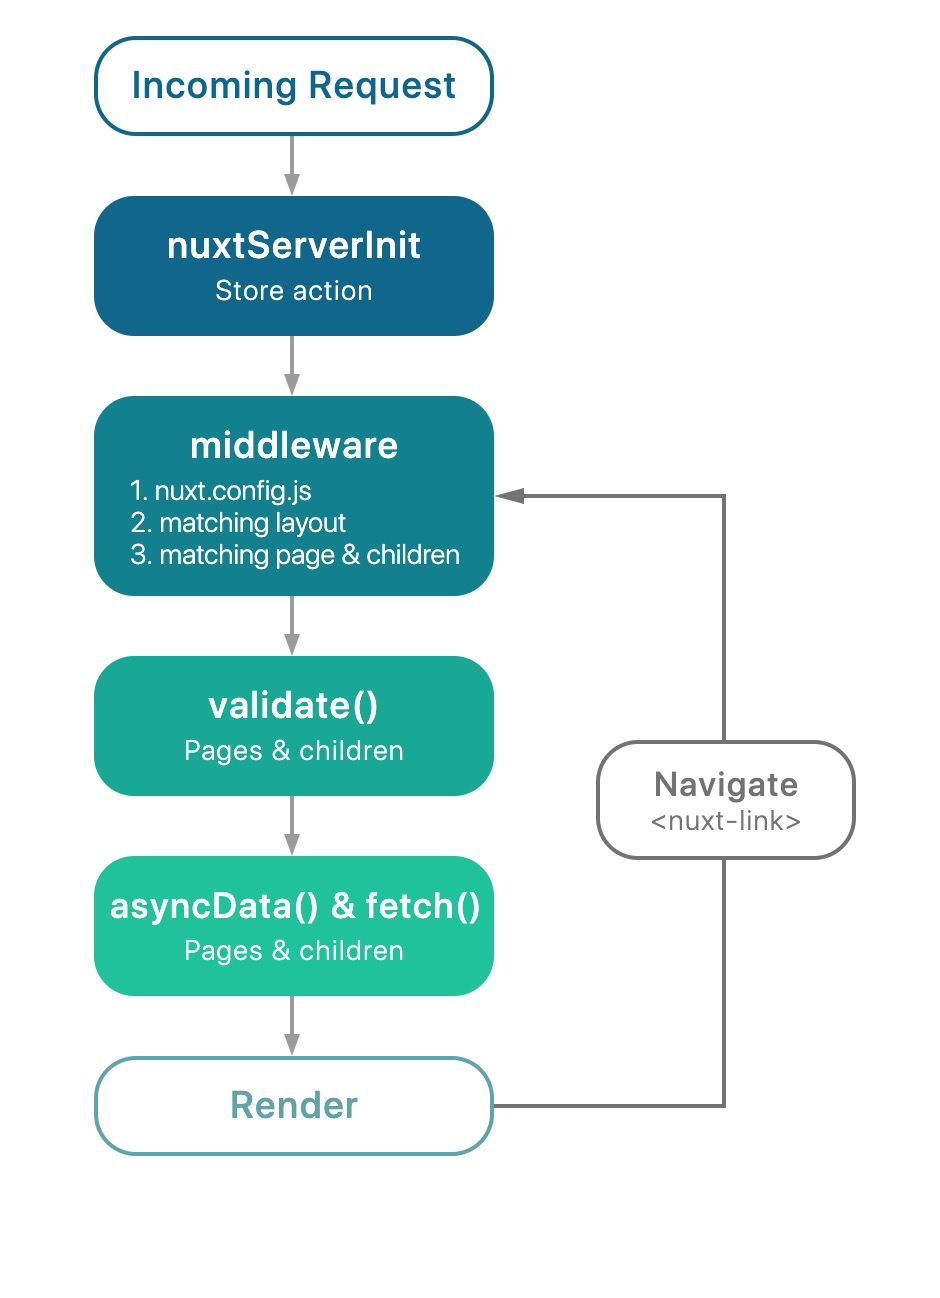 Incoming Request
nuxtServerInit
Store action
middleware
1. nuxt.config.js
2. matching layout
3. matching page & children
validate()
Pages & children
Navigate
<nuxt-link>
asyncData() & fetch()
Pages & children
Render